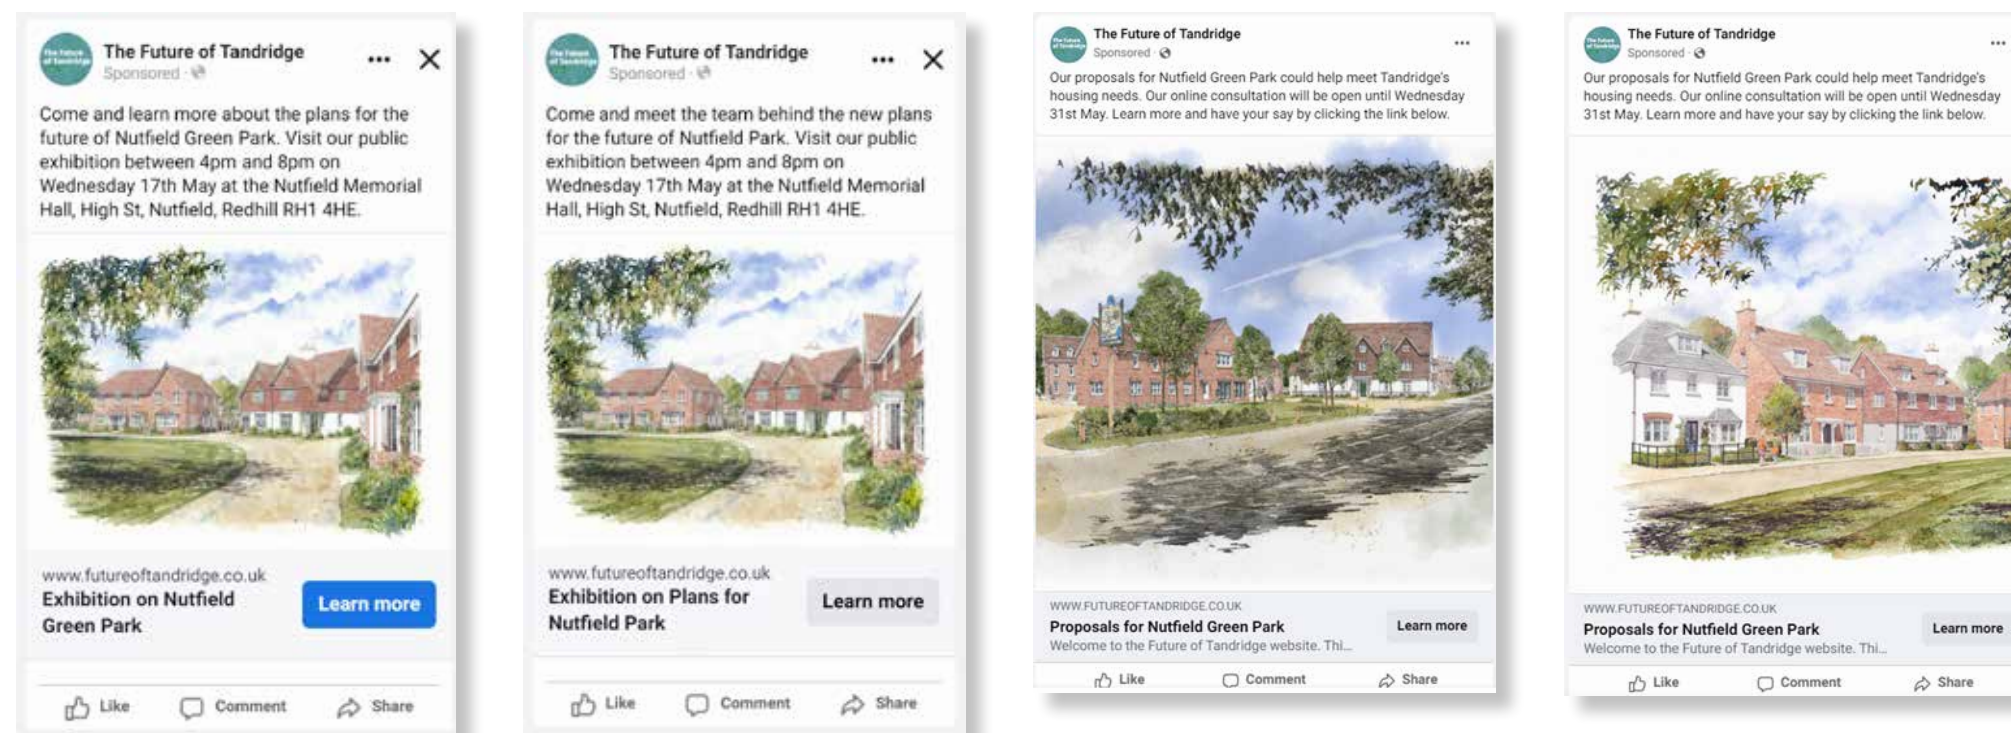 The Future of Tandridge
Sponsored
Come and learn more about the plans for the
future of Nutfield Green Park. Visit our public
exhibition between 4pm and 8pm on
Wednesday 17th May at the Nutfield Memorial
Hall, High St, Nutfield, Redhill RH1 4HE.
www.futureoftandridge.co.uk
Exhibition on Nutfield
Green Park
Learn more
Like
Comment
Share
The Future of Tandridge
Sponsored
Come and meet the team behind the new plans
for the future of Nutfield Park. Visit our public
exhibition between 4pm and 8pm on
Wednesday 17th May at the Nutfield Memorial
Hall, High St, Nutfield, Redhill RH1 4HE.
www.futureoftandridge.co.uk
Exhibition on Plans for
Nutfield Park
Learn more
Like
Comment
Share
The Future of Tandridge
Sponsored
Our proposals for Nutfield Green Park could help meet Tandridge's
housing needs. Our online consultation will be open until Wednesday
31st May. Learn more and have your say by clicking the link below.
WWW.FUTUREOFTANDRIDGE.CO.UK
Proposals for Nutfield Green Park
Welcome to the Future of Tandridge website. Thi...
Learn more
Like
Comment
Share
The Future of Tandridge
Sponsored
Our proposals for Nutfield Green Park could help meet Tandridge's
housing needs. Our online consultation will be open until Wednesday
31st May. Learn more and have your say by clicking the link below.
WWW.FUTUREOFTANDRIDGE.CO.UK
Proposals for Nutfield Green Park
Welcome to the Future of Tandridge website. Thi...
Learn more
Like
Comment
Share